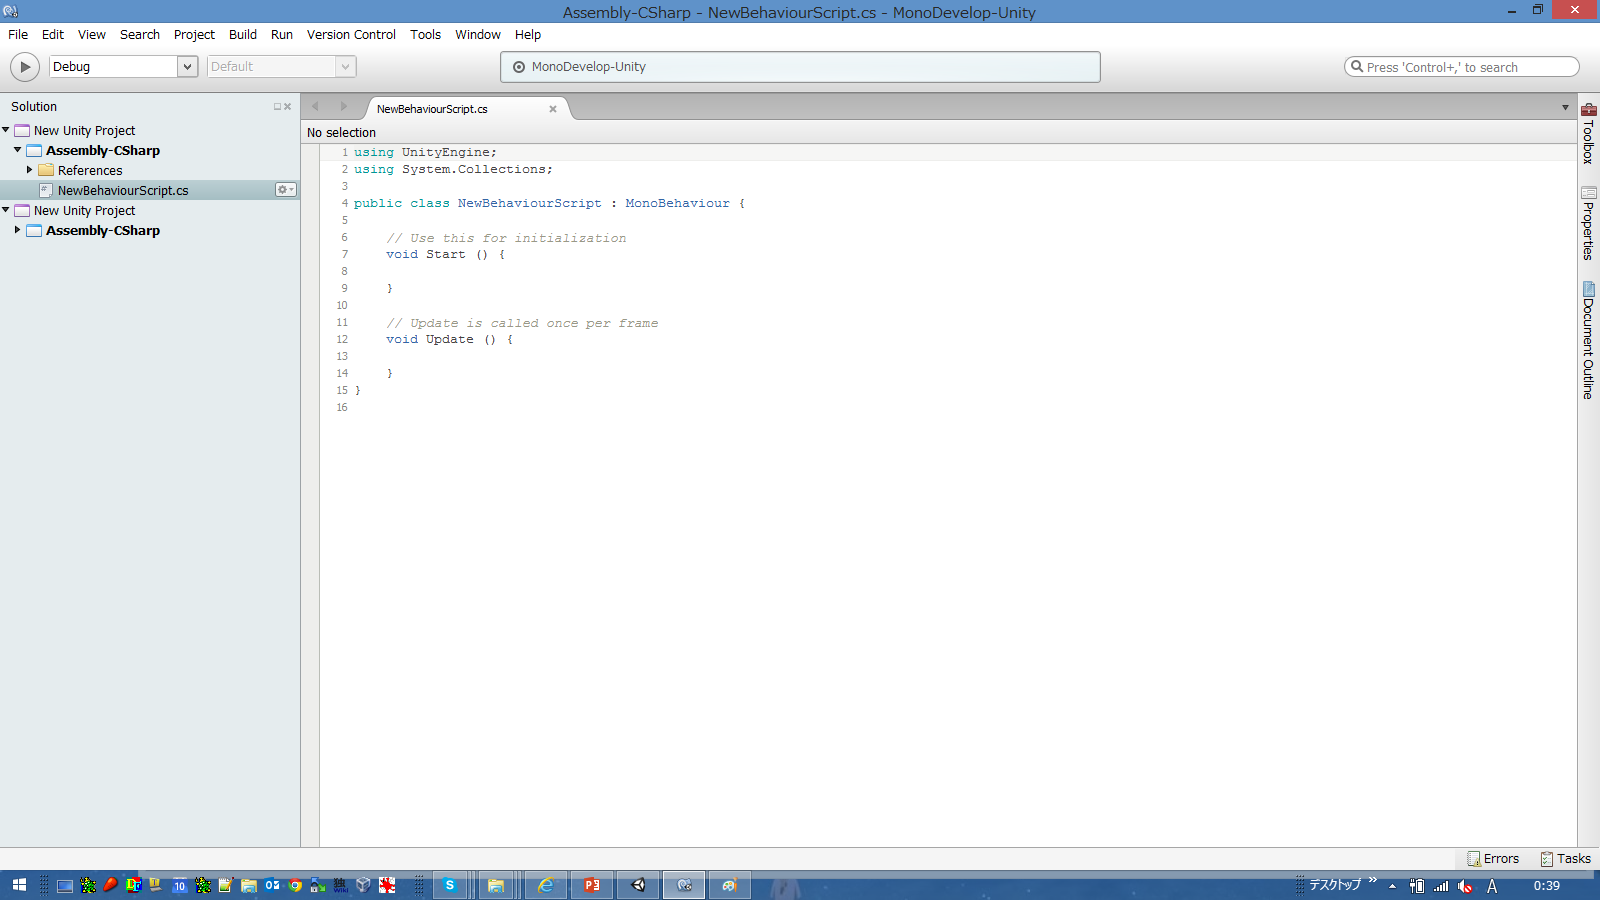 Assembly-CSharp - NewBehaviourScript.cs - MonoDevelop-Unity
File Edit View Search Project Build Run Version Control Tools Window Help
Debug
Default
MonoDevelop-Unity
Press 'Control+,' to search
Solution
New Unity Project
Assembly-CSharp
References
NewBehaviourScript.cs
New Unity Project
Assembly-CSharp
NewBehaviourScript.cs
No selection
1 using UnityEngine;
2 using System.Collections;
3
4 public class NewBehaviourScript : MonoBehaviour {
5
6 // Use this for initialization
7 void Start () {
8
9 }
10
11 // Update is called once per frame
12 void Update () {
13
14 }
15 }
16
Toolbox
Properties
Document Outline
Errors
Tasks
デスクトップ
A
0:39